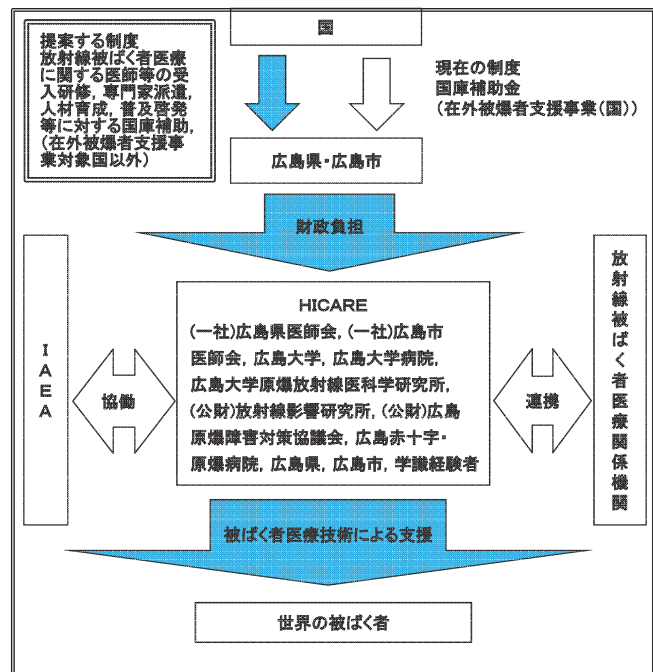 国
提案する制度
放射線被ばく者医療
に関する医師等の受
入研修，専門家派遣，
人材育成，普及啓発
等に対する国庫補助，
（在外被爆者支援事
業対象国以外）
現在の制度
国庫補助金
（在外被爆者支援事業（国））
広島県・広島市
財政負担
IAEA
協働
HICARE
（一社）広島県医師会，（一社）広島市
医師会，広島大学，広島大学病院，
広島大学原爆放射線医科学研究所，
（公財）放射線影響研究所，（公財）広島
原爆障害対策協議会，広島赤十字・
原爆病院，広島県，広島市，学識経験者
連携
放射線被ばく者医療関係機関
被ばく者医療技術による支援
世界の被ばく者